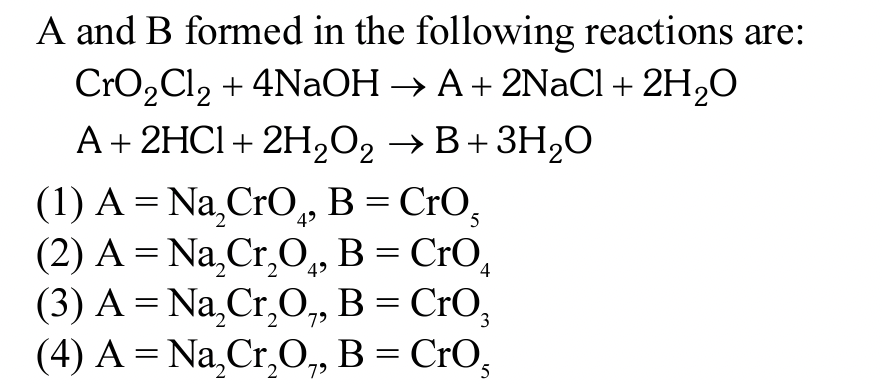 A and B formed in the following reactions are:
CrO₂Cl₂ + 4NaOH → A + 2NaCl + 2H₂O
A + 2HCl + 2H₂O₂ → B + 3H₂O
(1) A = Na₂CrO₄, B = CrO₅
(2) A = Na₂Cr₂O₄, B = CrO₄
(3) A = Na₂Cr₂O₇, B = CrO₃
(4) A = Na₂Cr₂O₇, B = CrO₅